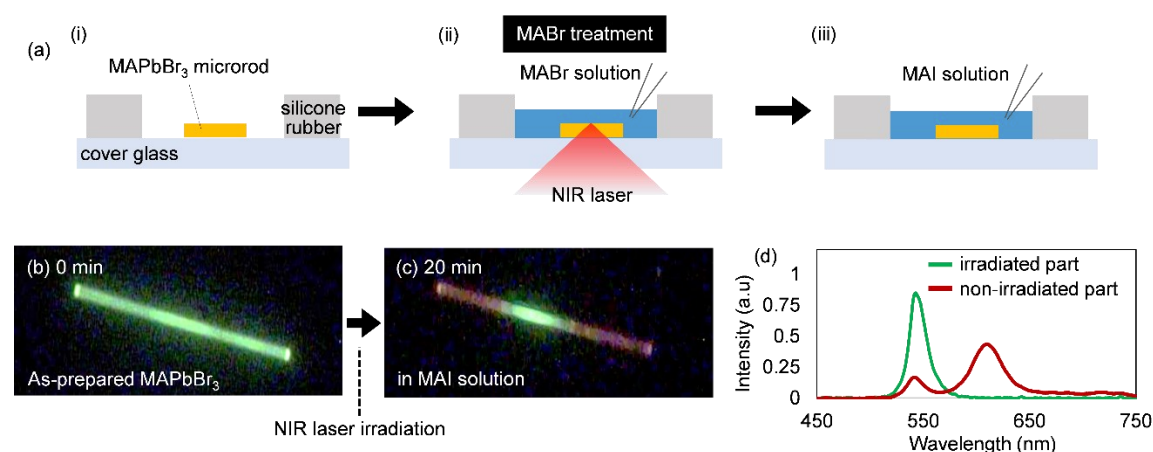 (a)
(i)
MAPbBr₃ microrod
silicone
rubber
cover glass
(ii)
MABr treatment
MABr solution
NIR laser
(iii)
MAI solution
(b) 0 min
As-prepared MAPbBr₃
NIR laser irradiation
(c) 20 min
in MAI solution
(d)
Intensity (a.u)
1
0.75
0.5
0.25
0
irradiated part
non-irradiated part
450
550
650
750
Wavelength (nm)